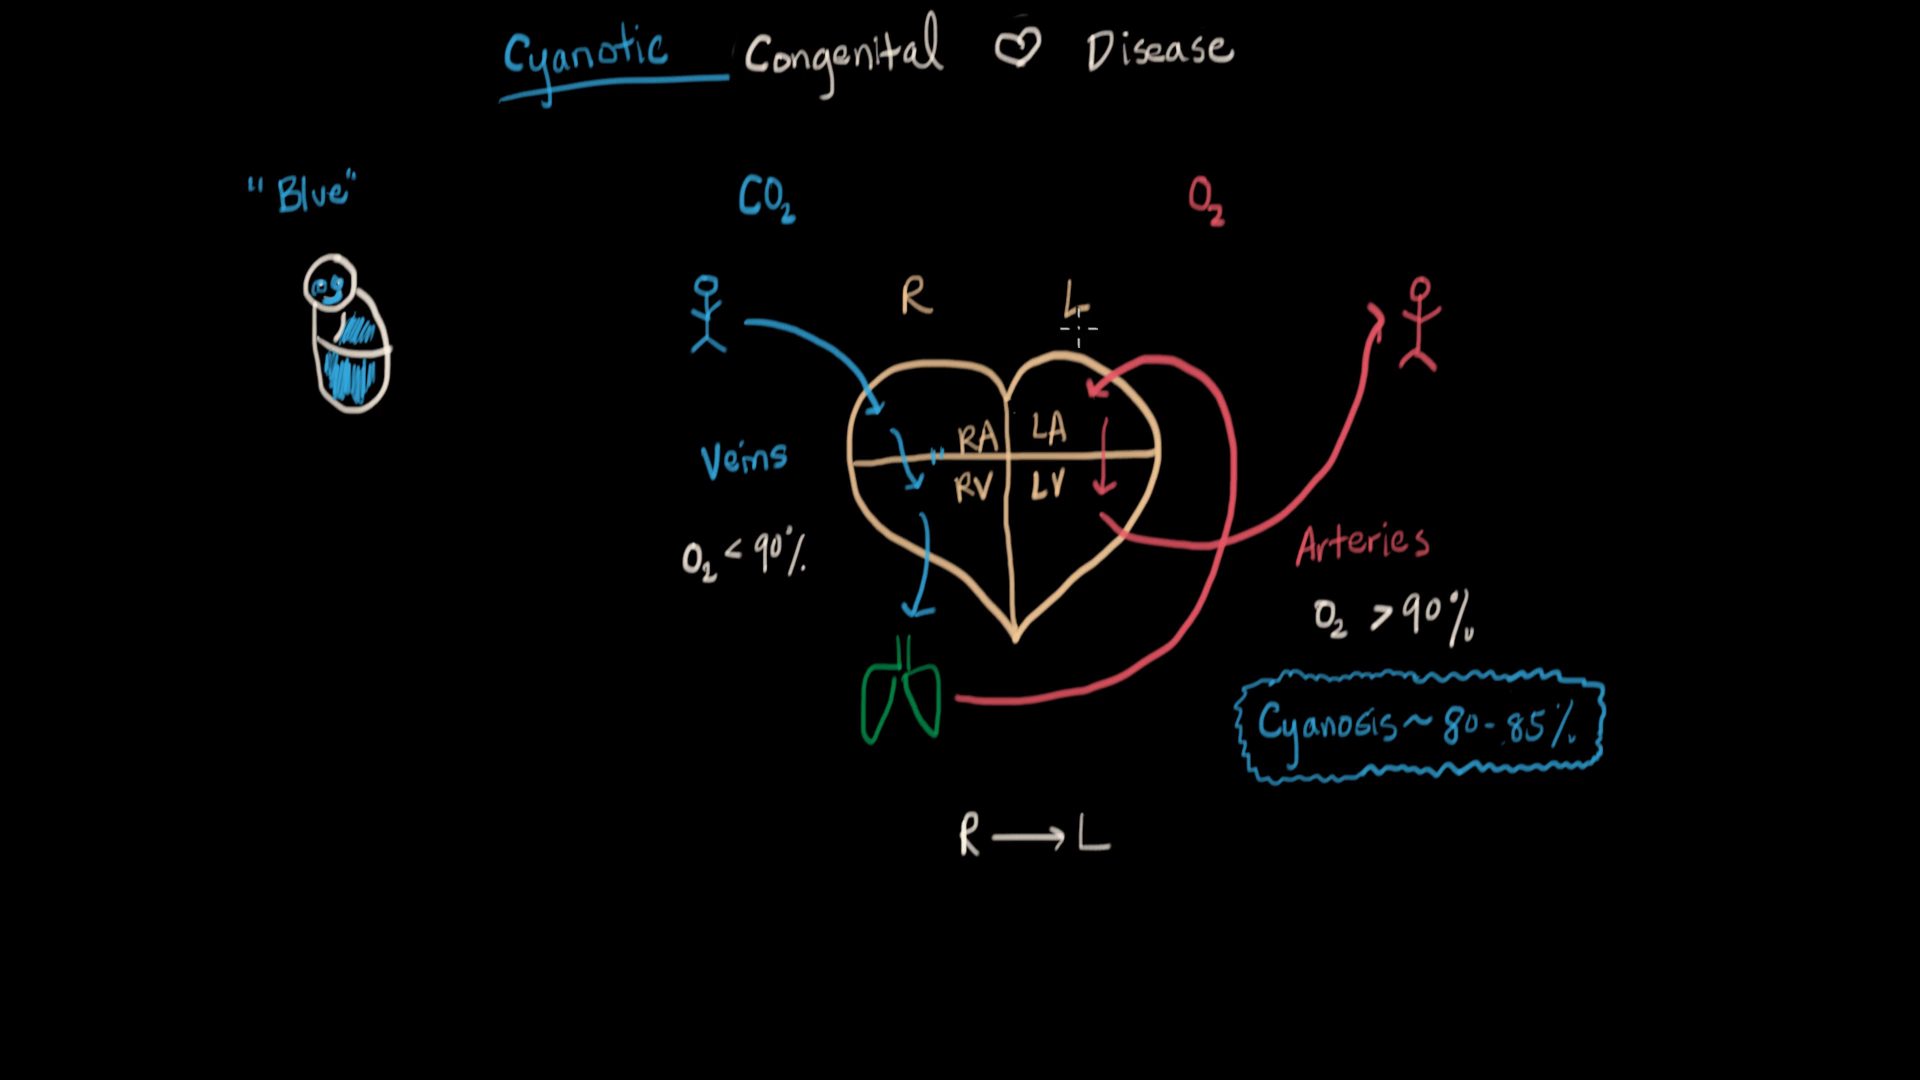 Cyanotic Congenital ♡ Disease
"Blue"
CO₂
O₂
R
L
RA
LA
RV
LV
Veins
O₂ < 90%
Arteries
O₂ > 90%
Cyanosis ~ 80-85%
R → L